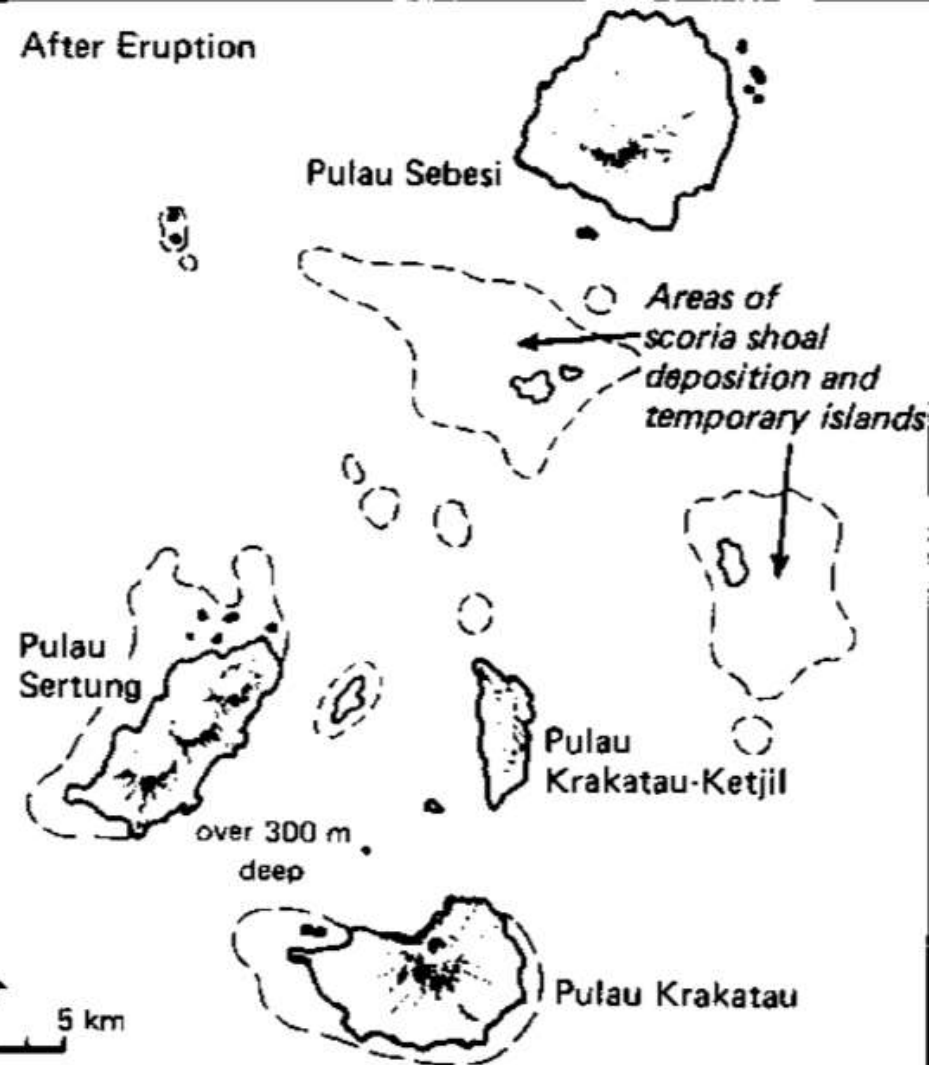 After Eruption
Pulau Sebesi
Areas of
scoria shoal
deposition and
temporary islands
Pulau
Sertung
Pulau
Krakatau-Ketjil
over 300 m
deep
Pulau Krakatau
5 km